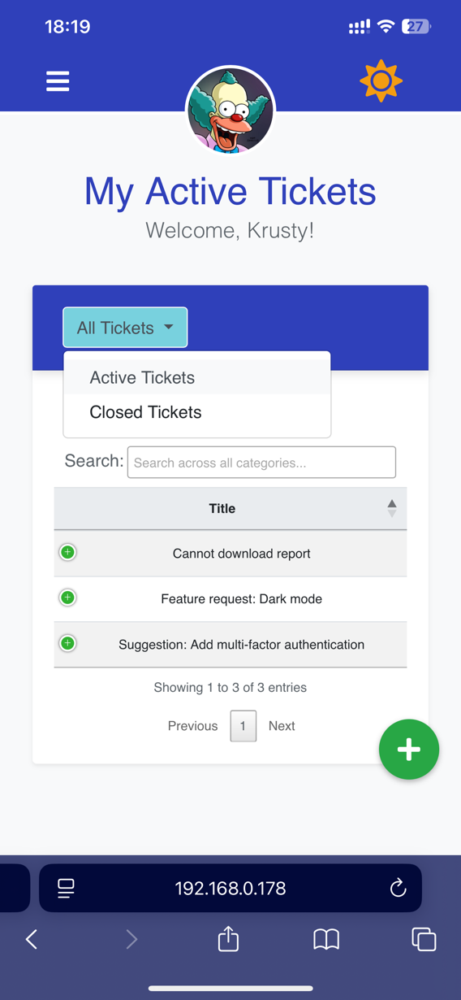 18:19
27
My Active Tickets
Welcome, Krusty!
All Tickets
Active Tickets
Closed Tickets
Search: Search across all categories...
Title
Cannot download report
Feature request: Dark mode
Suggestion: Add multi-factor authentication
Showing 1 to 3 of 3 entries
Previous 1 Next
192.168.0.178